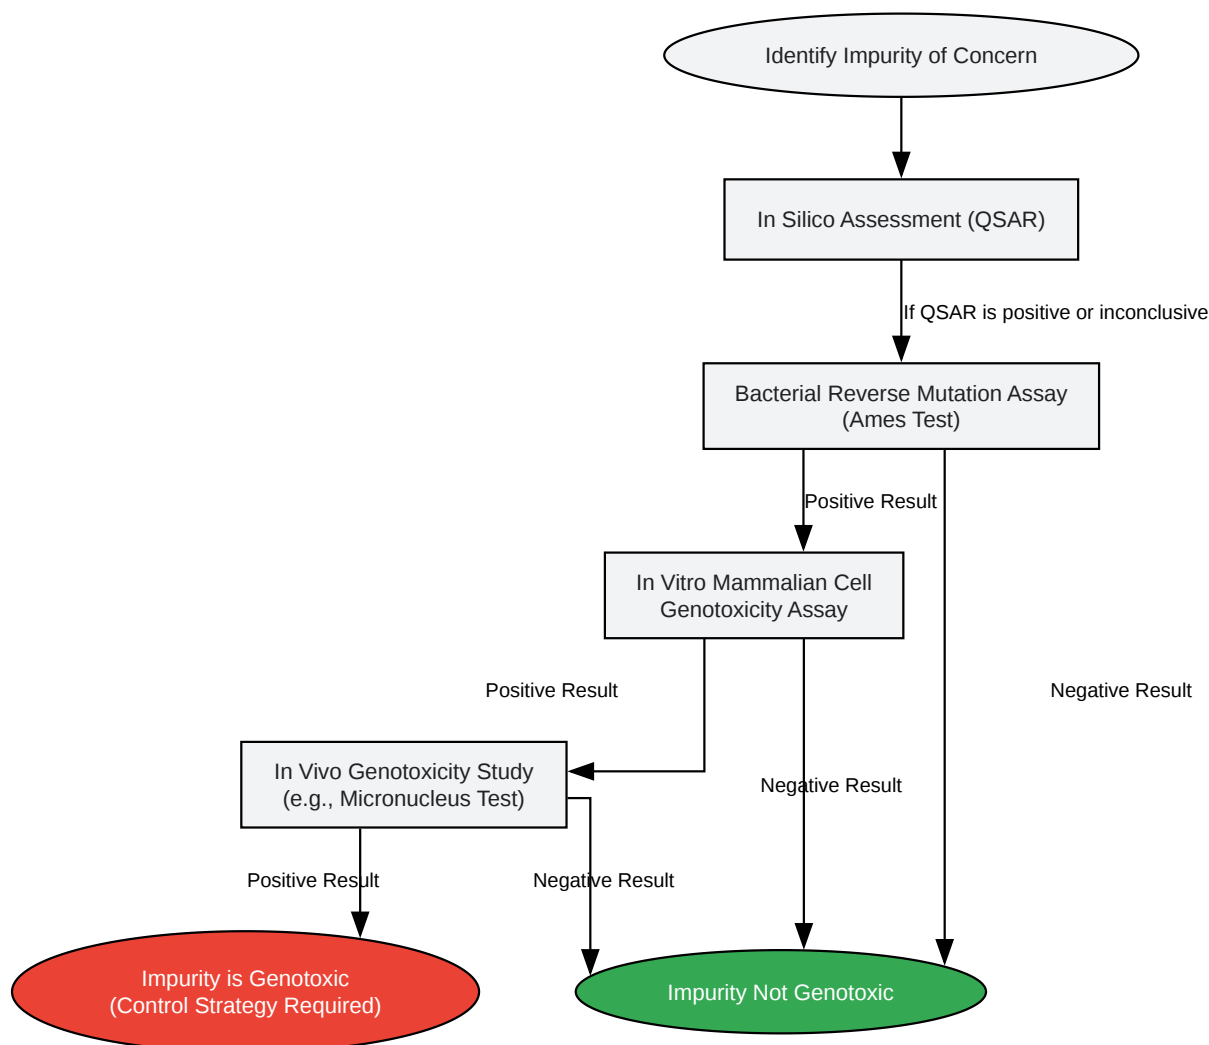 Identify Impurity of Concern
In Silico Assessment (QSAR)
If QSAR is positive or inconclusive
Bacterial Reverse Mutation Assay
(Ames Test)
Positive Result
In Vitro Mammalian Cell
Genotoxicity Assay
Positive Result
Negative Result
In Vivo Genotoxicity Study
(e.g., Micronucleus Test)
Negative Result
Positive Result
Negative Result
Impurity is Genotoxic
(Control Strategy Required)
Impurity Not Genotoxic